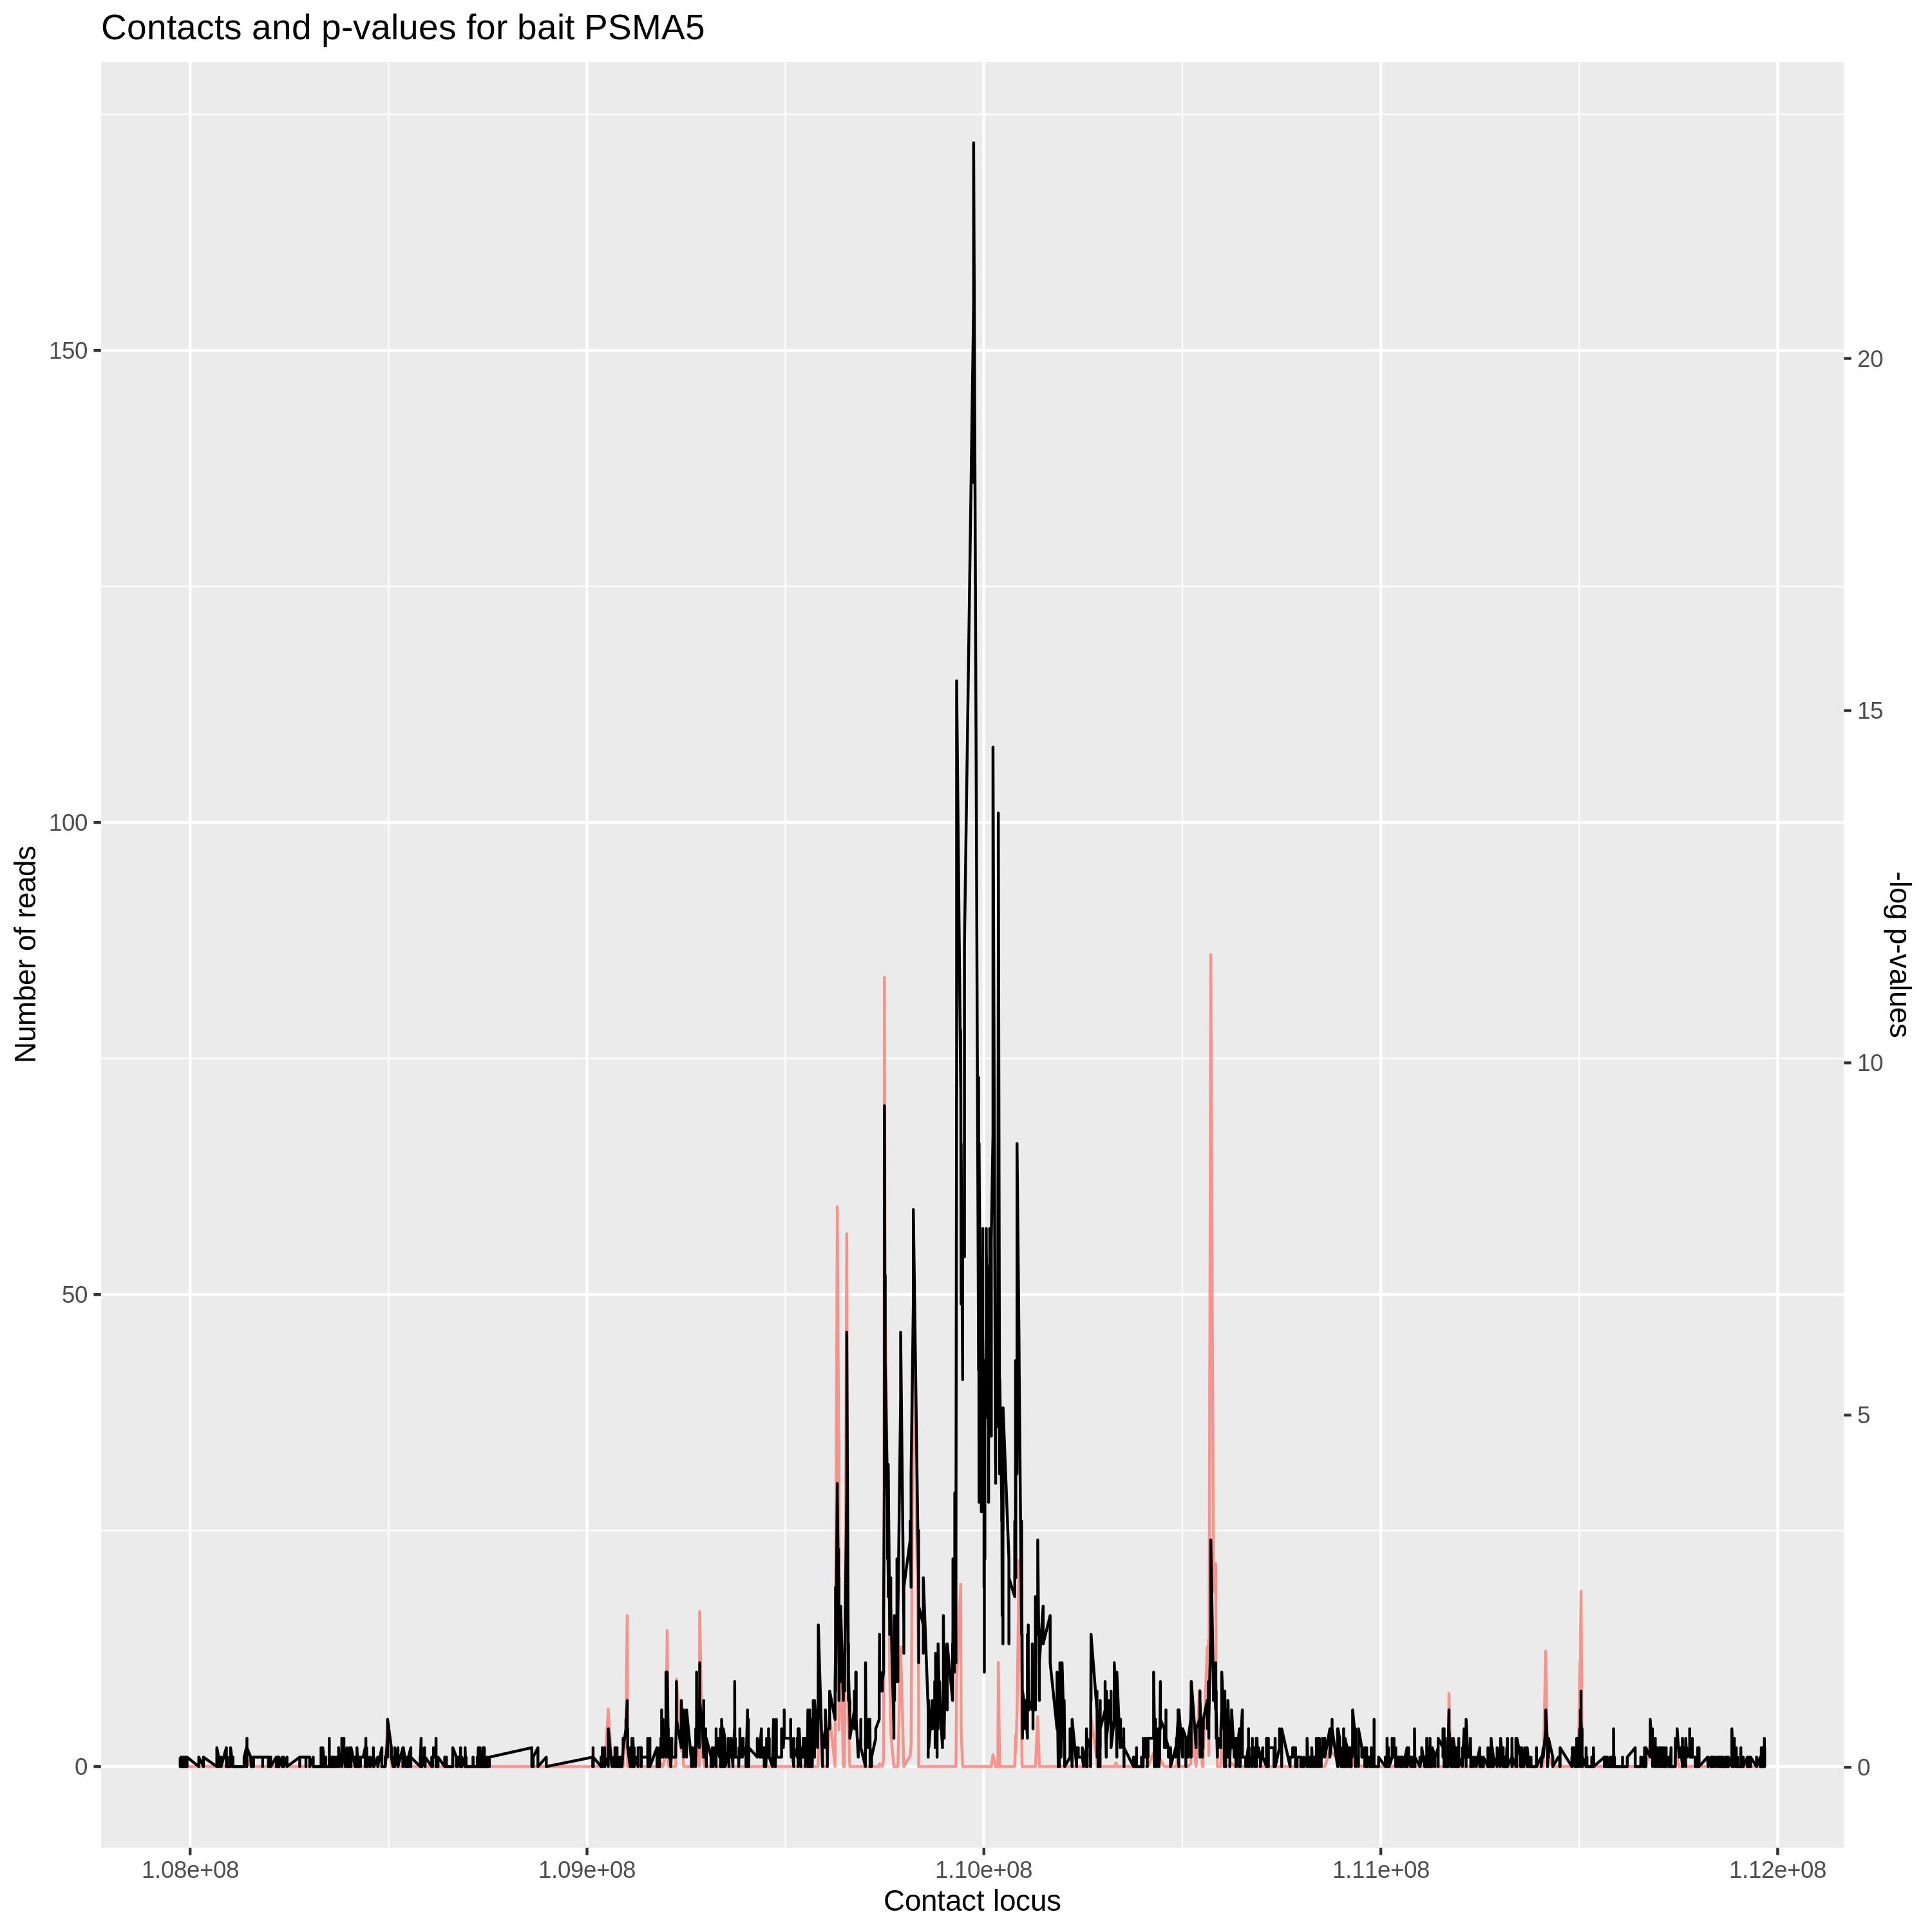 Contacts and p-values for bait PSMA5
150
100
50
0
Number of reads
20
15
10
5
0
-log p-values
1.08e+08
1.09e+08
1.10e+08
1.11e+08
1.12e+08
Contact locus